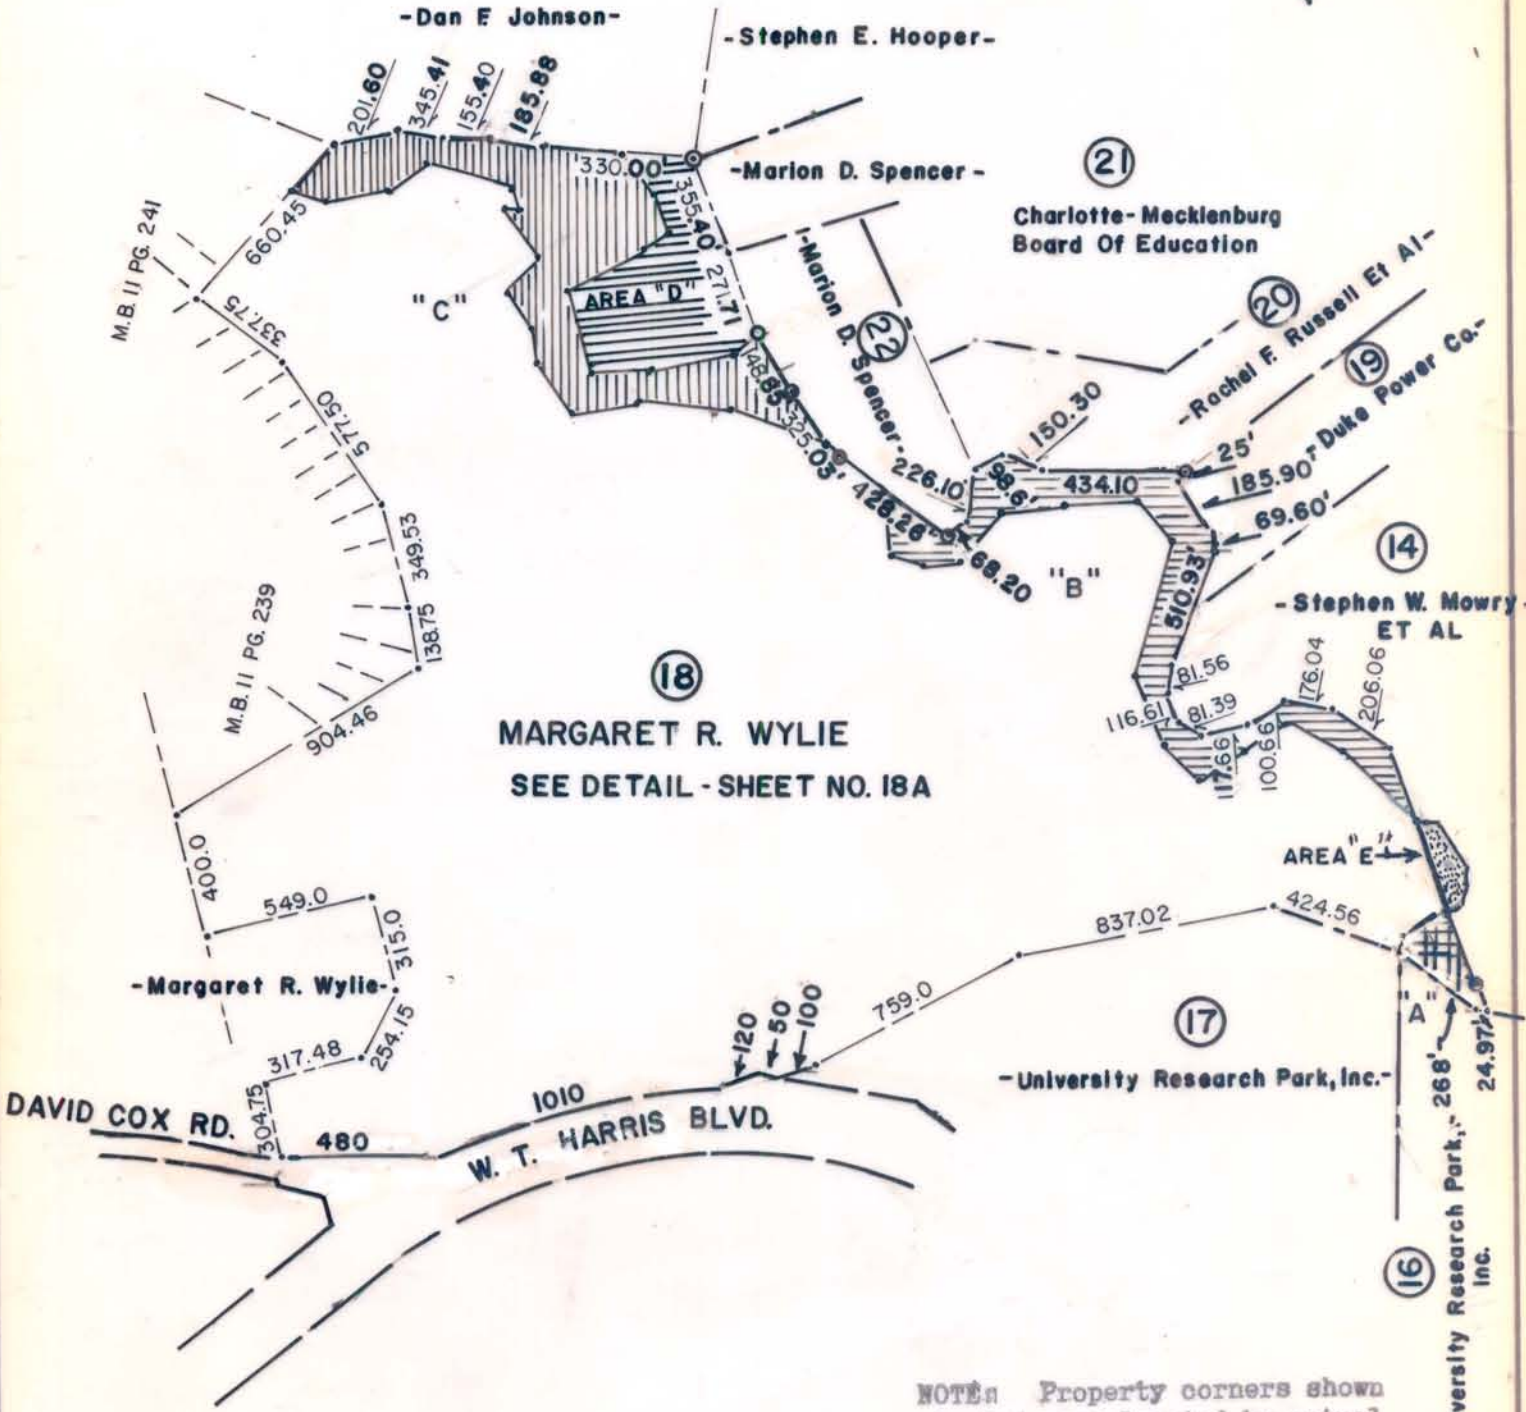 -Dan F. Johnson-
-Stephen E. Hooper-
201.60
345.41
155.40
185.88
330.00'
-Marion D. Spencer-
21
Charlotte-Mecklenburg
Board Of Education
355.40'
660.45
M.B. 11 PG. 241
"C"
AREA "D"
271.71
-Marion D. Spencer-
22
20
-Rachel F. Russell Et Al-
19
-Duke Power Co.-
337.75
148.85
577.50
325.03'
428.26'
226.10'
98.6'
150.30
434.10
25'
185.90'
69.60'
68.20
"B"
510.93'
14
-Stephen W. Mowry-
ET AL
349.53
138.75
M.B. 11 PG. 239
904.46
18
MARGARET R. WYLIE
SEE DETAIL - SHEET NO. 18A
81.56
116.61
81.39
117.66
100.66
176.04
206.06
AREA "E"
400.0
549.0
315.0
-Margaret R. Wylie-
254.15
317.48
304.75
837.02
424.56
759.0
120
50
100
17
-University Research Park, Inc.-
"A"
268'
24.97'
DAVID COX RD.
480
1010
W. T. HARRIS BLVD.
16
versity Research Park,-
Inc.
NOTE: Property corners shown